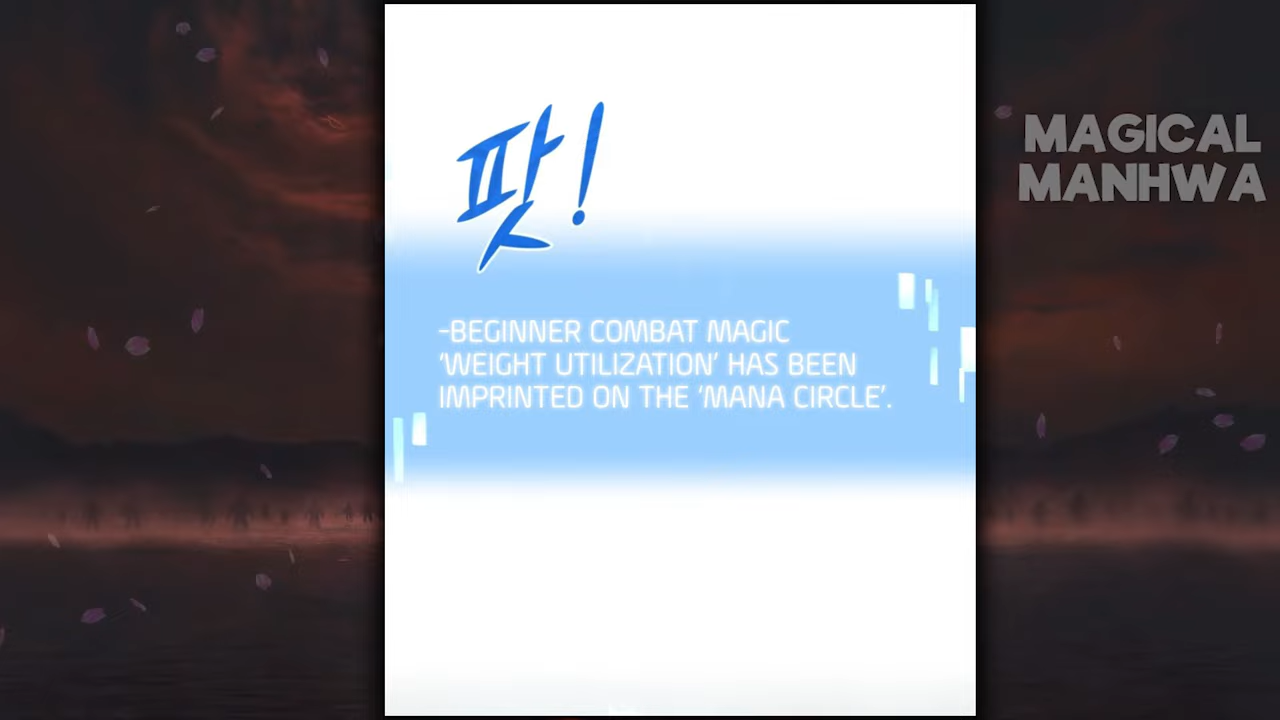 팟!
-BEGINNER COMBAT MAGIC
'WEIGHT UTILIZATION' HAS BEEN
IMPRINTED ON THE 'MANA CIRCLE'.
MAGICAL
MANHWA